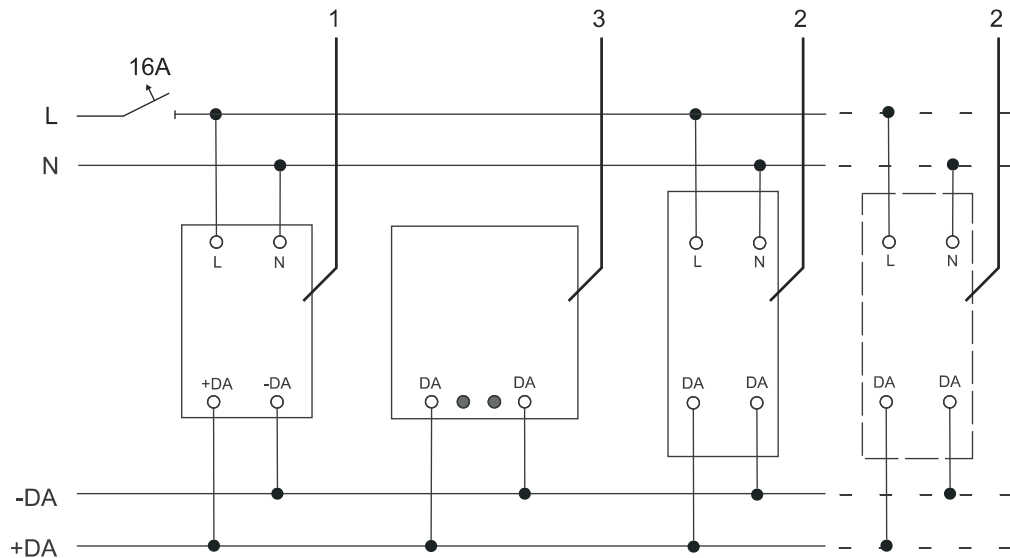 1 3 2 2
16A
L
N
L N L N L N
+DA -DA DA DA DA DA DA DA
-DA
+DA